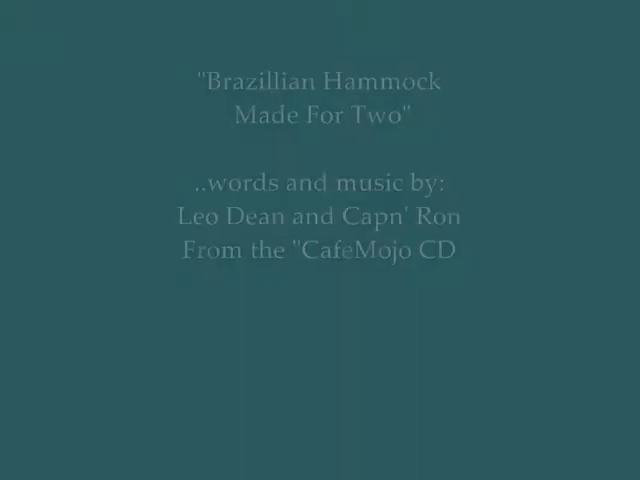 "Brazillian Hammock
Made For Two"
..words and music by:
Leo Dean and Capn' Ron
From the "CafeMojo CD